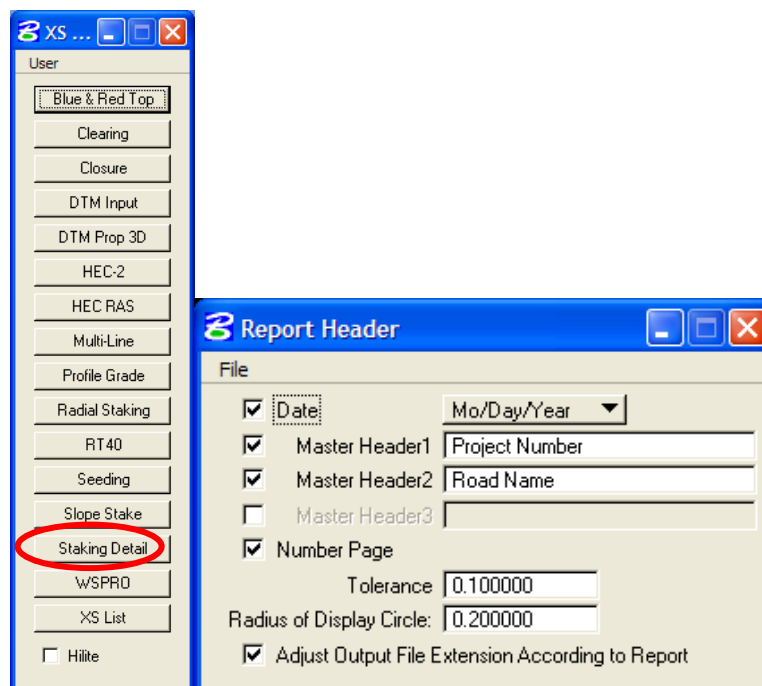 XS ...
User
Blue & Red Top
Clearing
Closure
DTM Input
DTM Prop 3D
HEC-2
HEC RAS
Multi-Line
Profile Grade
Radial Staking
RT40
Seeding
Slope Stake
Staking Detail
WSPRO
XS List
Hilite
Report Header
File
Date Mo/Day/Year
Master Header1 Project Number
Master Header2 Road Name
Master Header3
Number Page
Tolerance 0.100000
Radius of Display Circle: 0.200000
Adjust Output File Extension According to Report